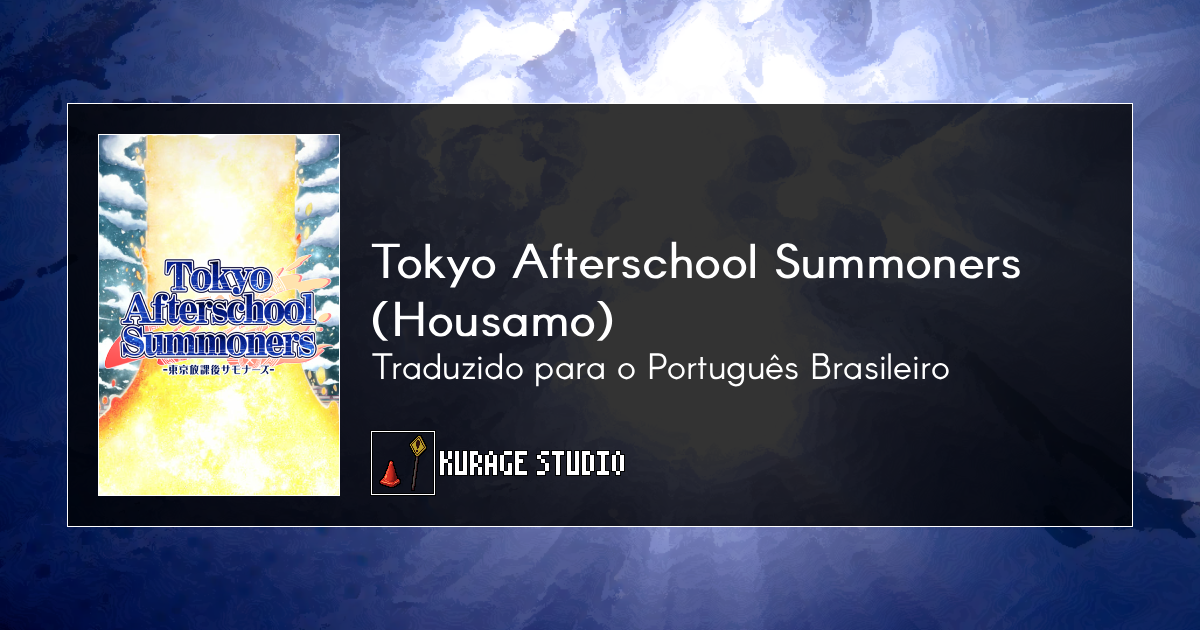 Tokyo
Afterschool
Summoners
-東京放課後サモナーズ-
Tokyo Afterschool Summoners
(Housamo)
Traduzido para o Português Brasileiro
KURAGE STUDIO